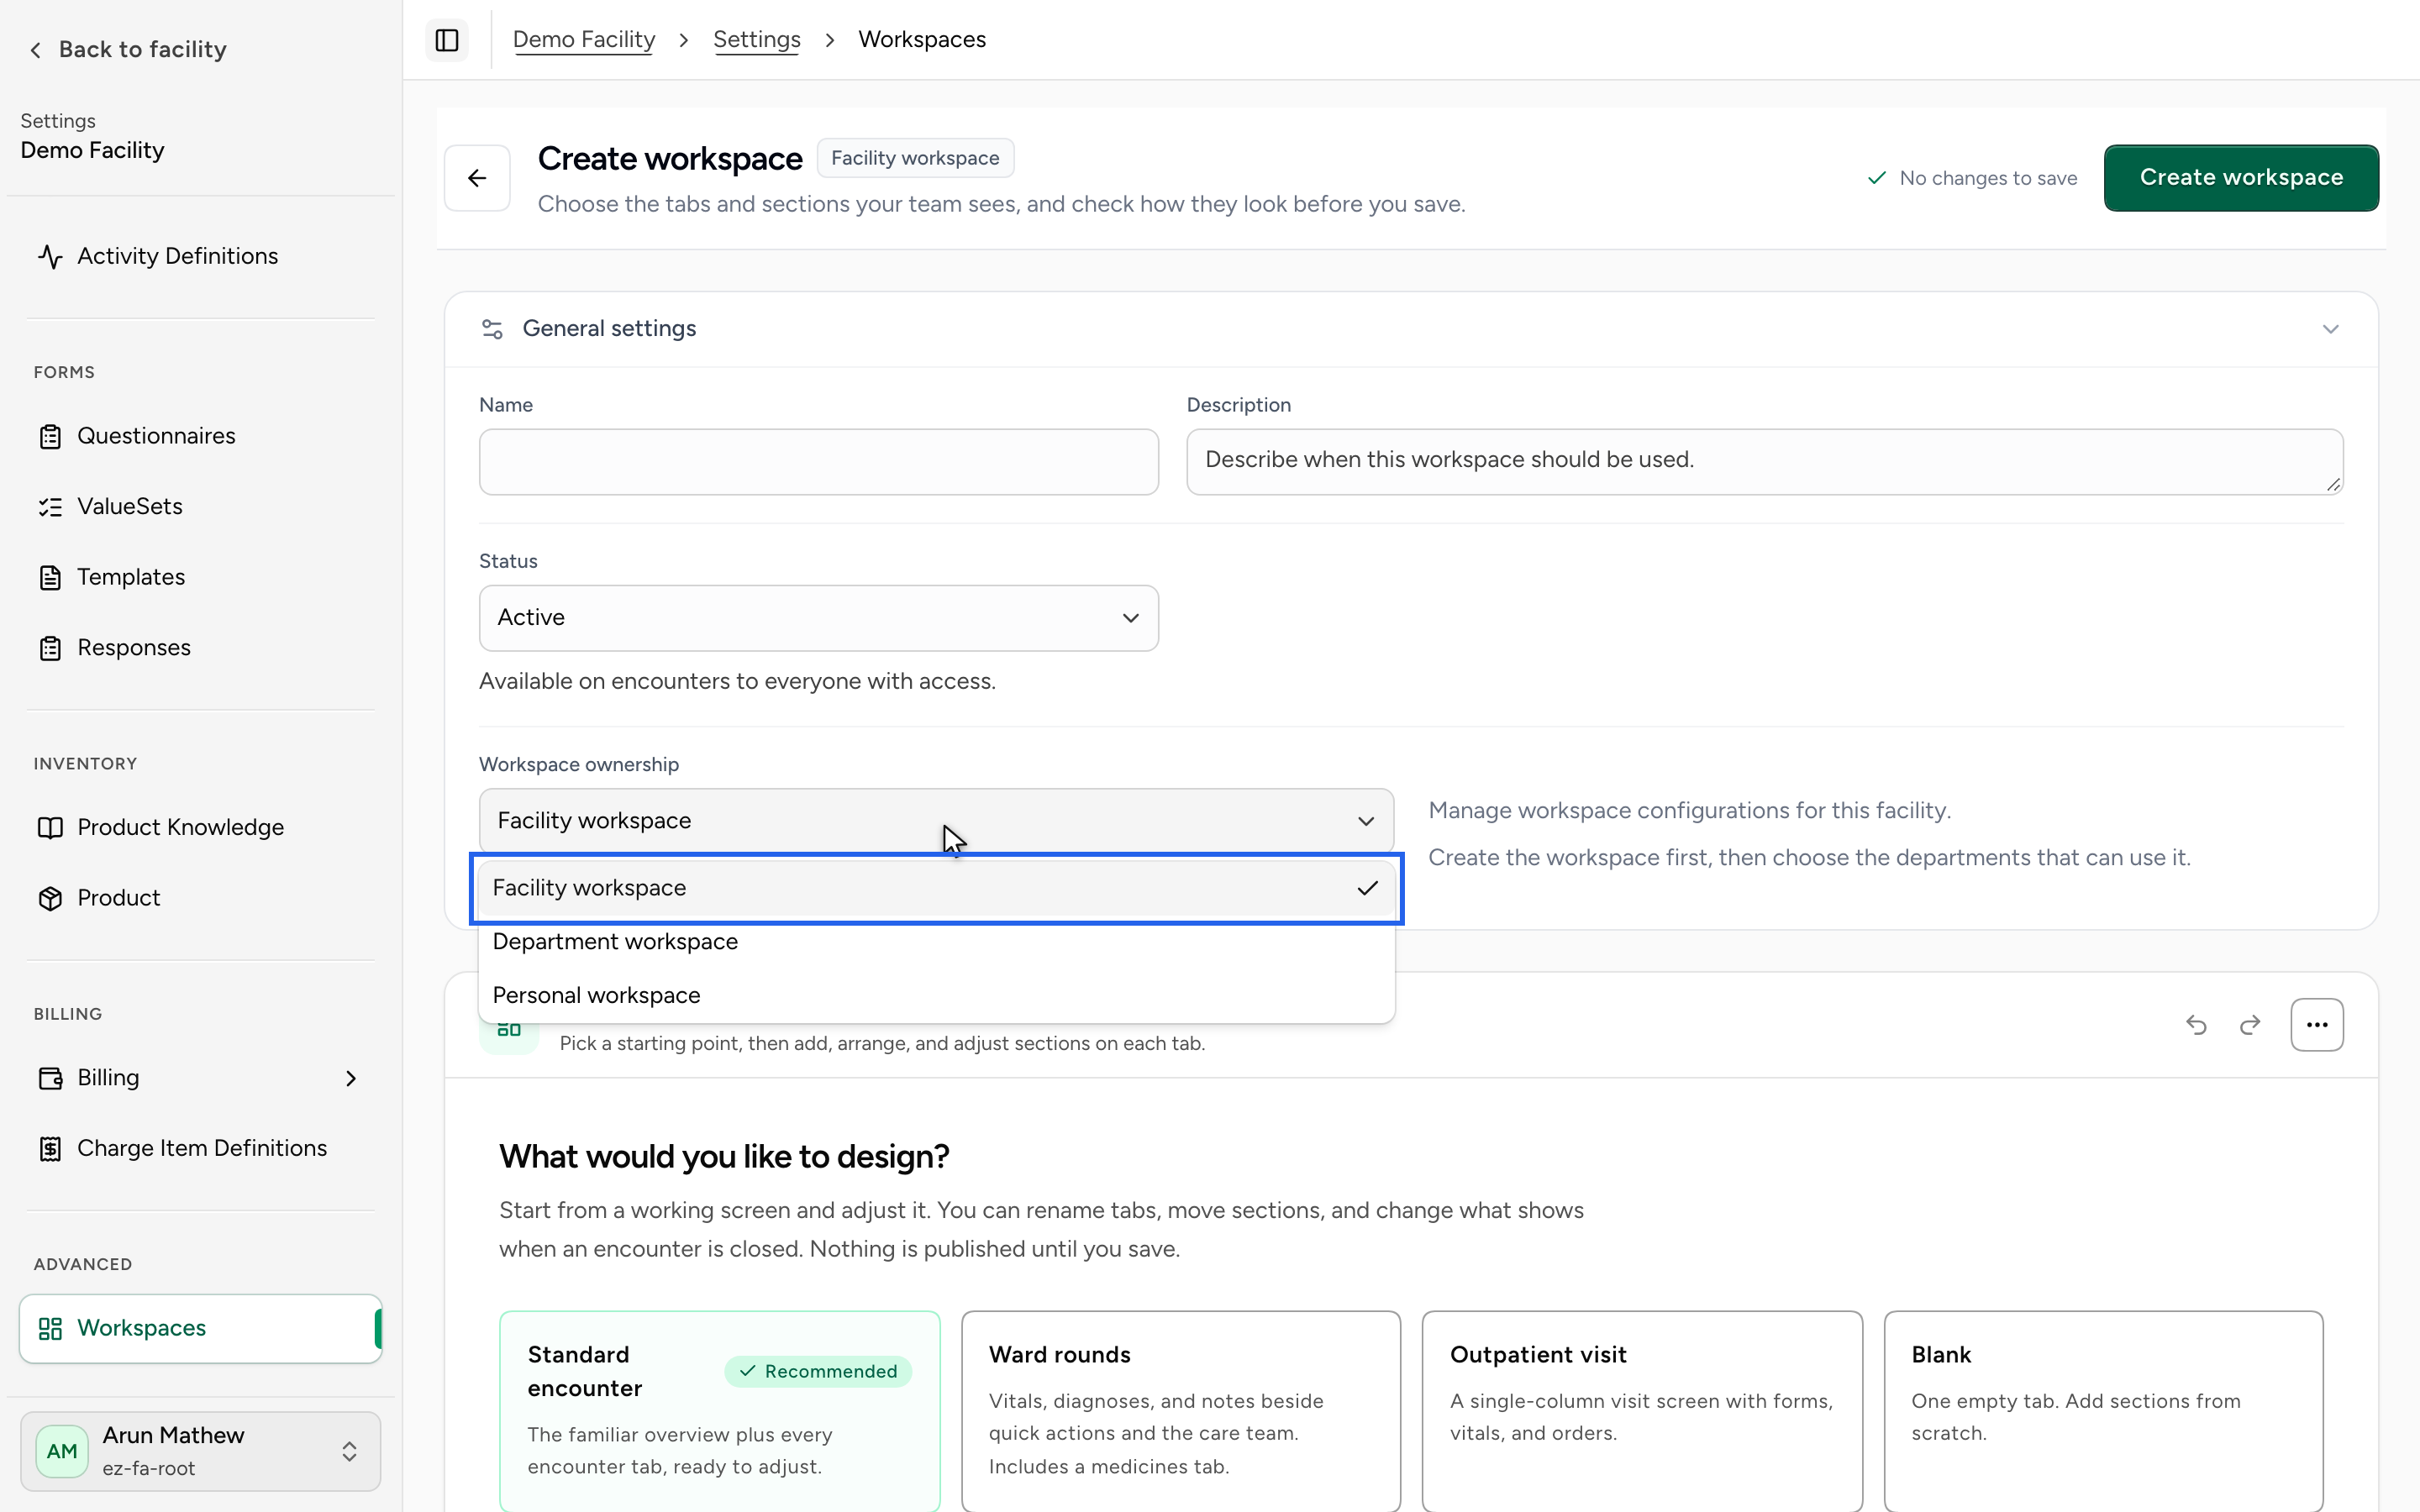 Back to facility
Settings
Demo Facility
Activity Definitions
FORMS
Questionnaires
ValueSets
Templates
Responses
INVENTORY
Product Knowledge
Product
BILLING
Billing
Charge Item Definitions
ADVANCED
Workspaces
AM
Arun Mathew
ez-fa-root
Demo Facility > Settings > Workspaces
Create workspace
Facility workspace
Choose the tabs and sections your team sees, and check how they look before you save.
No changes to save
Create workspace
General settings
Name
Description
Describe when this workspace should be used.
Status
Active
Available on encounters to everyone with access.
Workspace ownership
Facility workspace
Manage workspace configurations for this facility.
Create the workspace first, then choose the departments that can use it.
Facility workspace
Department workspace
Personal workspace
Pick a starting point, then add, arrange, and adjust sections on each tab.
What would you like to design?
Start from a working screen and adjust it. You can rename tabs, move sections, and change what shows
when an encounter is closed. Nothing is published until you save.
Standard
encounter
Recommended
The familiar overview plus every
encounter tab, ready to adjust.
Ward rounds
Vitals, diagnoses, and notes beside
quick actions and the care team.
Includes a medicines tab.
Outpatient visit
A single-column visit screen with forms,
vitals, and orders.
Blank
One empty tab. Add sections from
scratch.